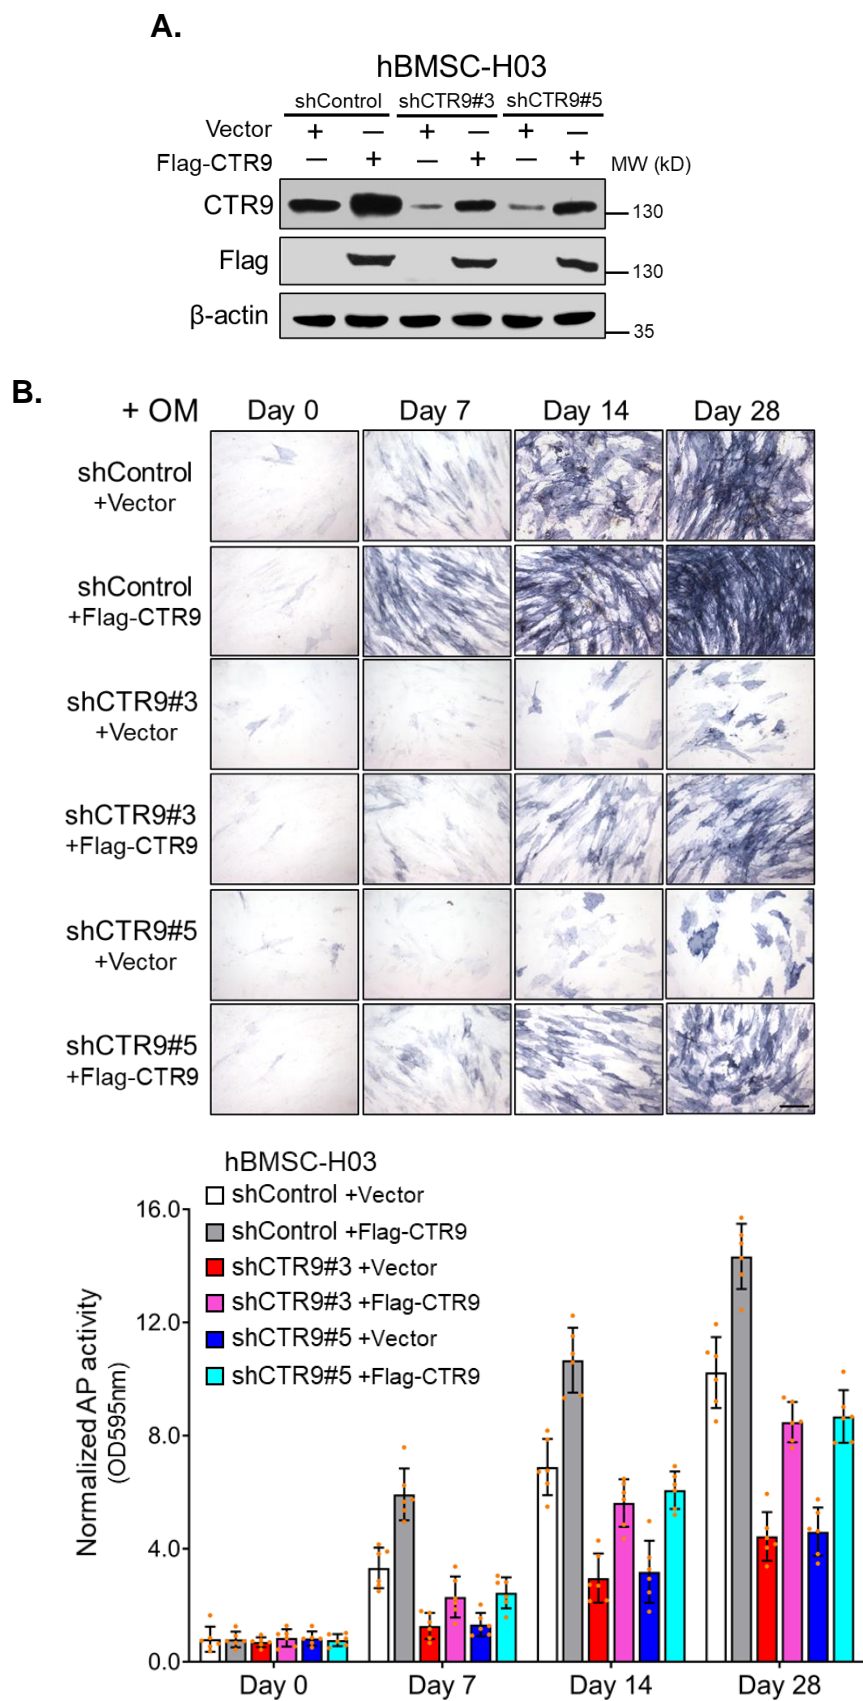 A.
hBMSC-H03
shControl shCTR9#3 shCTR9#5
Vector + — + — + —
Flag-CTR9 — + — + — + MW (kD)
CTR9 130
Flag 130
β-actin 35
B.
+ OM Day 0 Day 7 Day 14 Day 28
shControl
+Vector
shControl
+Flag-CTR9
shCTR9#3
+Vector
shCTR9#3
+Flag-CTR9
shCTR9#5
+Vector
shCTR9#5
+Flag-CTR9
hBMSC-H03
shControl +Vector
shControl +Flag-CTR9
shCTR9#3 +Vector
shCTR9#3 +Flag-CTR9
shCTR9#5 +Vector
shCTR9#5 +Flag-CTR9
Normalized AP activity
(OD595nm)
16.0
12.0
8.0
4.0
0.0
Day 0 Day 7 Day 14 Day 28